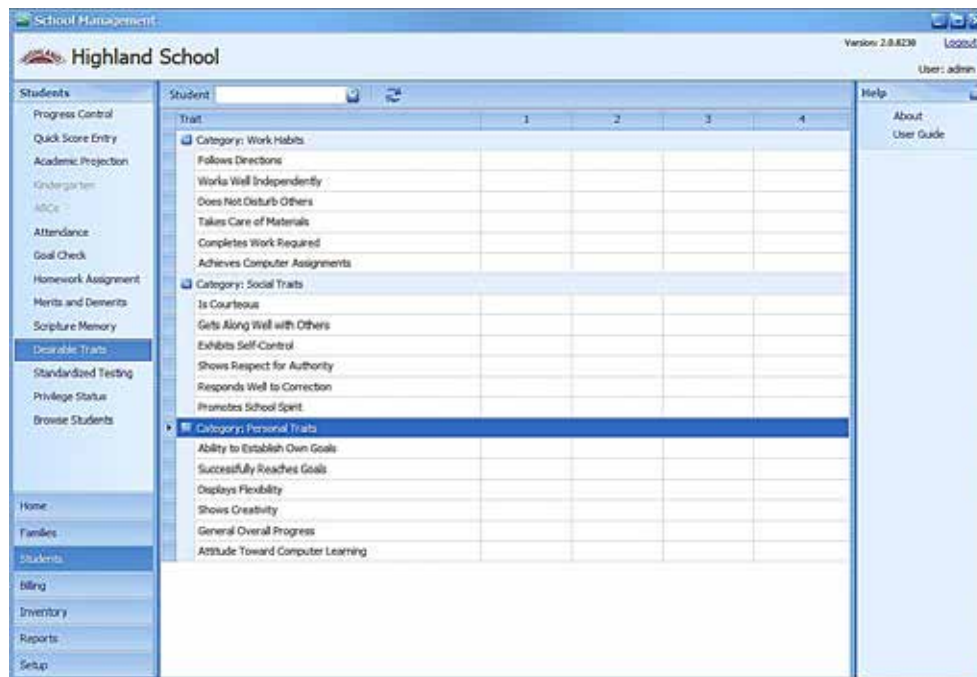 School Management
Highland School
Version: 2.0.8230 Logout
User: admin
Students
Progress Control
Quick Score Entry
Academic Projection
Kindergarten
ABCs
Attendance
Goal Check
Homework Assignment
Merits and Demerits
Scripture Memory
Desirable Traits
Standardized Testing
Privilege Status
Browse Students
Home
Families
Students
Billing
Inventory
Reports
Setup
Student
Trait 1 2 3 4
Category: Work Habits
Follows Directions
Works Well Independently
Does Not Disturb Others
Takes Care of Materials
Completes Work Required
Achieves Computer Assignments
Category: Social Traits
Is Courteous
Gets Along Well with Others
Exhibits Self-Control
Shows Respect for Authority
Responds Well to Correction
Promotes School Spirit
Category: Personal Traits
Ability to Establish Own Goals
Successfully Reaches Goals
Displays Flexibility
Shows Creativity
General Overall Progress
Attitude Toward Computer Learning
Help
About
User Guide